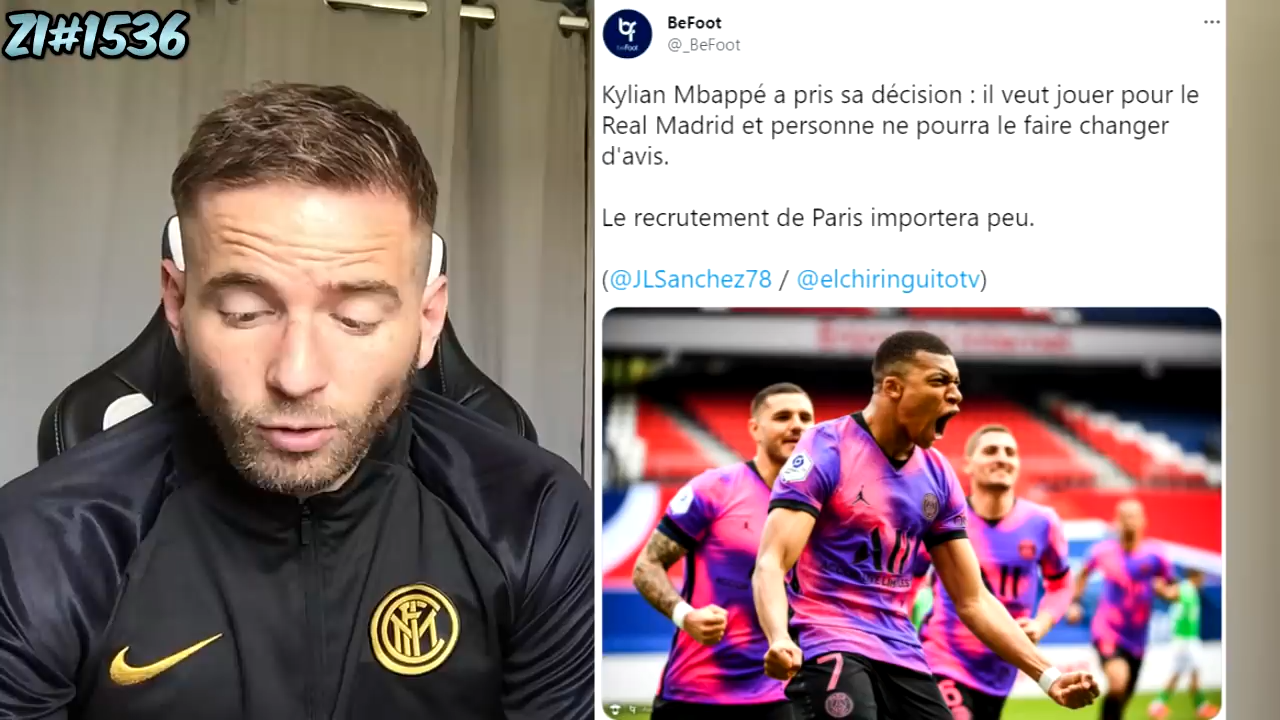 ZI#1536
BeFoot
@_BeFoot
Kylian Mbappé a pris sa décision : il veut jouer pour le
Real Madrid et personne ne pourra le faire changer
d'avis.
Le recrutement de Paris importera peu.
(@JLSanchez78 / @elchiringuitotv)
7